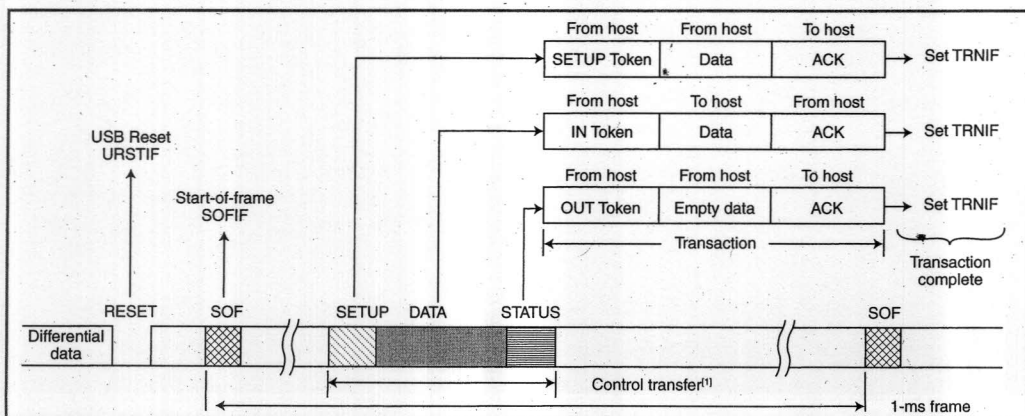 From host From host To host
SETUP Token Data ACK Set TRNIF
From host To host From host
IN Token Data ACK Set TRNIF
USB Reset
URSTIF
From host From host To host
Start-of-frame
SOFIF
OUT Token Empty data ACK Set TRNIF
Transaction
Transaction
complete
RESET SOF SETUP DATA STATUS SOF
Differential
data
Control transfer[1]
1-ms frame